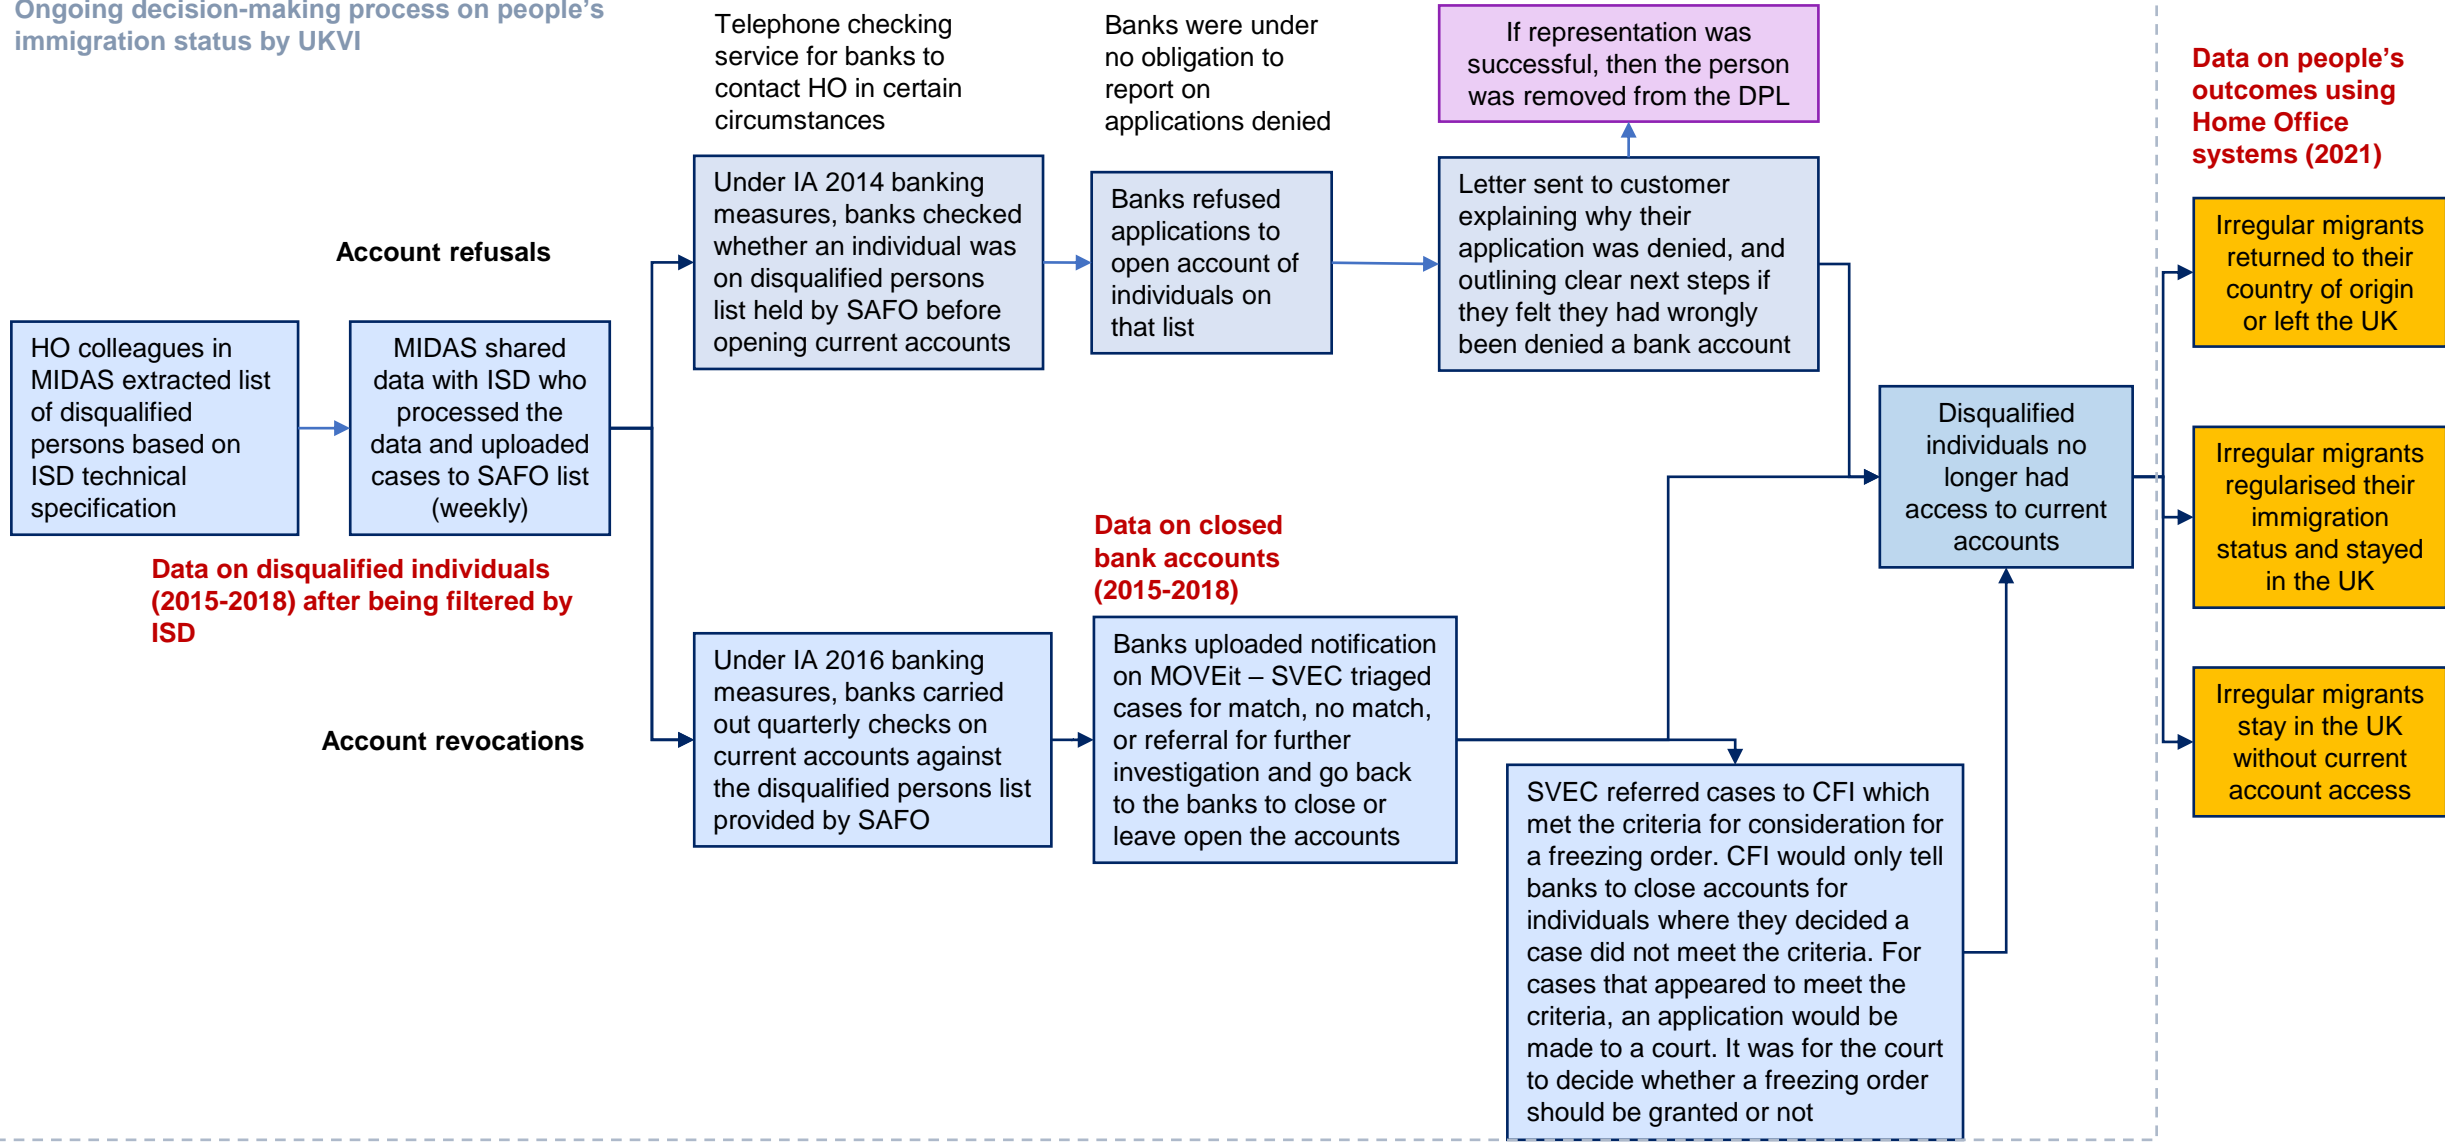 Ongoing decision-making process on people's
immigration status by UKVI
Telephone checking
service for banks to
contact HO in certain
circumstances
Banks were under
no obligation to
report on
applications denied
If representation was
successful, then the person
was removed from the DPL
Data on people's
outcomes using
Home Office
systems (2021)
Account refusals
Under IA 2014 banking
measures, banks checked
whether an individual was
on disqualified persons
list held by SAFO before
opening current accounts
Banks refused
applications to
open account of
individuals on
that list
Letter sent to customer
explaining why their
application was denied, and
outlining clear next steps if
they felt they had wrongly
been denied a bank account
Irregular migrants
returned to their
country of origin
or left the UK
HO colleagues in
MIDAS extracted list
of disqualified
persons based on
ISD technical
specification
MIDAS shared
data with ISD who
processed the
data and uploaded
cases to SAFO list
(weekly)
Disqualified
individuals no
longer had
access to current
accounts
Irregular migrants
regularised their
immigration
status and stayed
in the UK
Data on disqualified individuals
(2015-2018) after being filtered by
ISD
Data on closed
bank accounts
(2015-2018)
Account revocations
Under IA 2016 banking
measures, banks carried
out quarterly checks on
current accounts against
the disqualified persons list
provided by SAFO
Banks uploaded notification
on MOVEit – SVEC triaged
cases for match, no match,
or referral for further
investigation and go back
to the banks to close or
leave open the accounts
Irregular migrants
stay in the UK
without current
account access
SVEC referred cases to CFI which
met the criteria for consideration for
a freezing order. CFI would only tell
banks to close accounts for
individuals where they decided a
case did not meet the criteria. For
cases that appeared to meet the
criteria, an application would be
made to a court. It was for the court
to decide whether a freezing order
should be granted or not